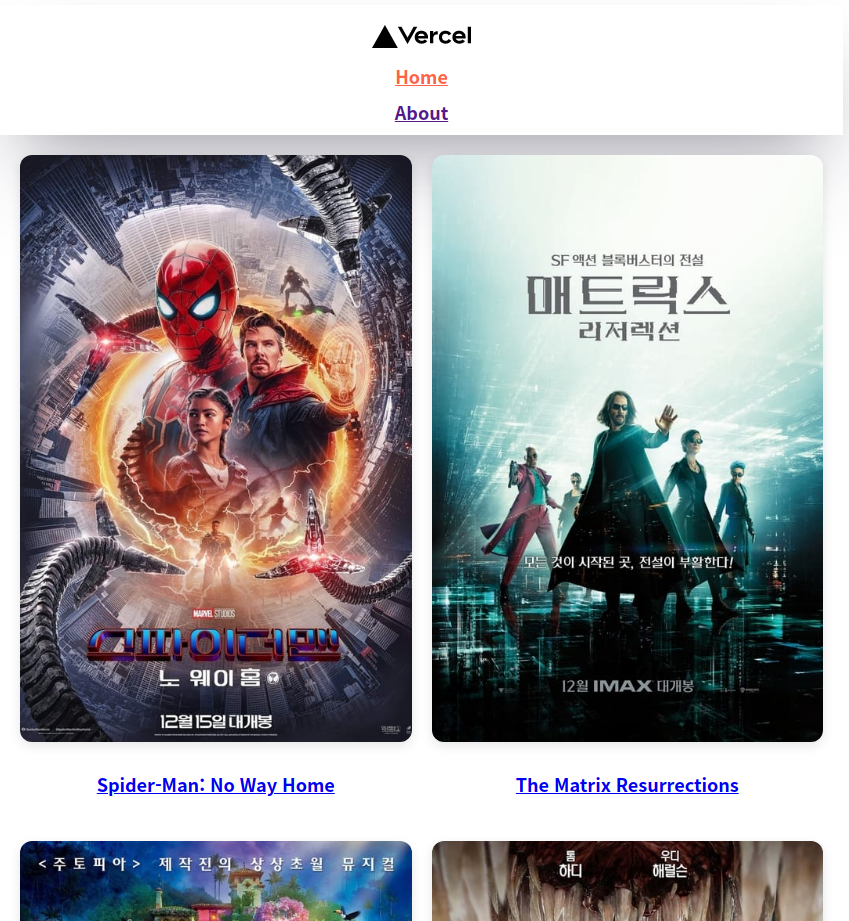 Vercel
Home
About
MARVEL STUDIOS
스파이더맨
노 웨이 홈
12월 15일 대개봉
SF 액션 블록버스터의 전설
매트릭스
리저렉션
모든 것이 시작된 곳, 전설이 부활한다!
12월 IMAX 대개봉
Spider-Man: No Way Home
The Matrix Resurrections
<주토피아> 제작진의 상상초월 뮤지컬
톰 하디
우디 해럴슨